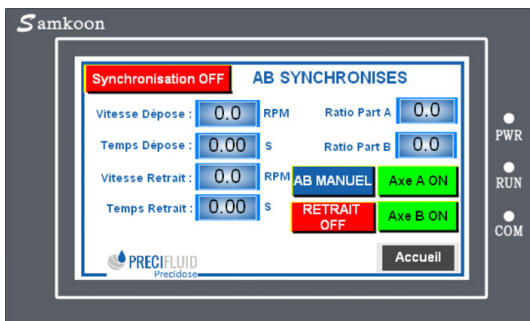 Samkoon
Synchronisation OFF
AB SYNCHRONISES
Vitesse Dépose : 0.0 RPM
Ratio Part A 0.0
Temps Dépose : 0.00 S
Ratio Part B 0.0
Vitesse Retrait : 0.0 RPM
AB MANUEL
Axe A ON
Temps Retrait : 0.00 S
RETRAIT
OFF
Axe B ON
PRECIFLUID
Precidose
Accueil
PWR
RUN
COM